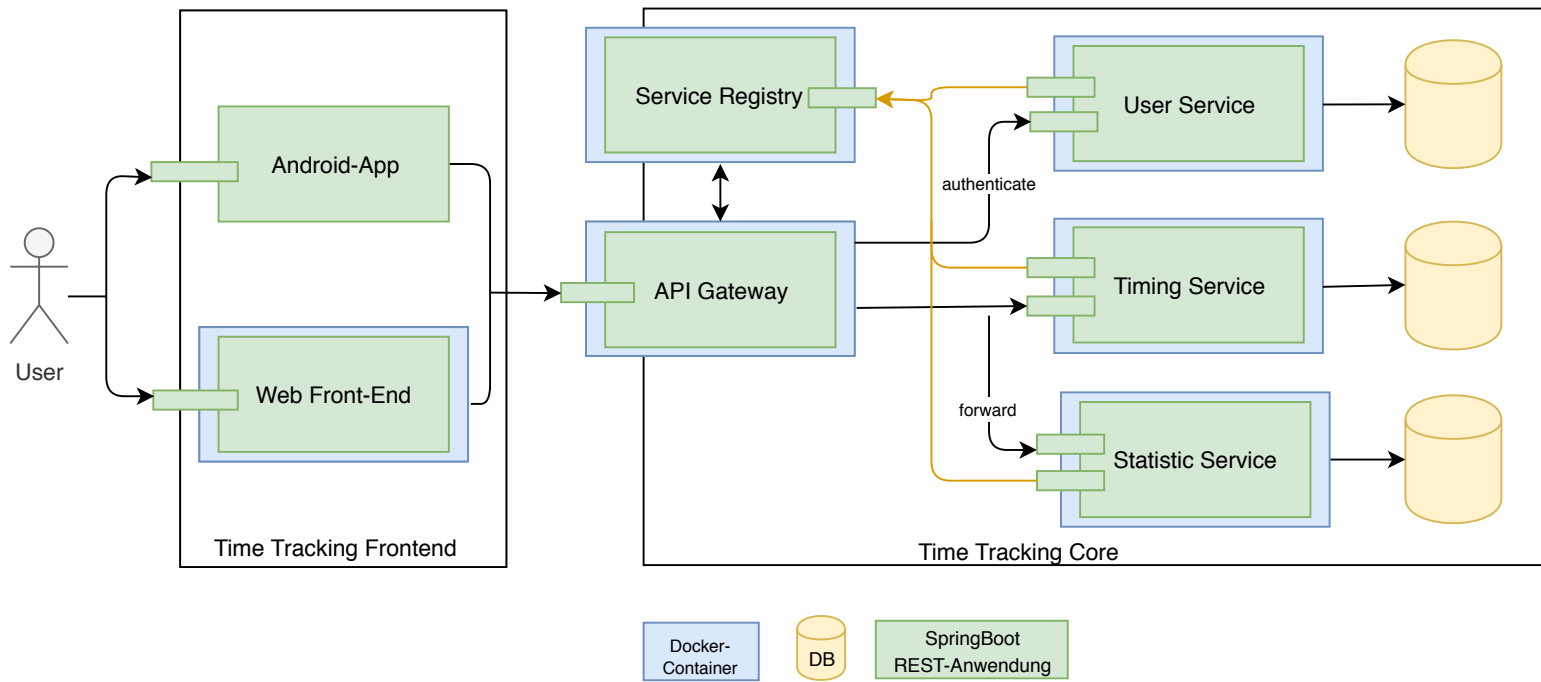 User
Android-App
Web Front-End
Time Tracking Frontend
Service Registry
API Gateway
authenticate
forward
User Service
Timing Service
Statistic Service
Time Tracking Core
Docker-
Container
DB
SpringBoot
REST-Anwendung